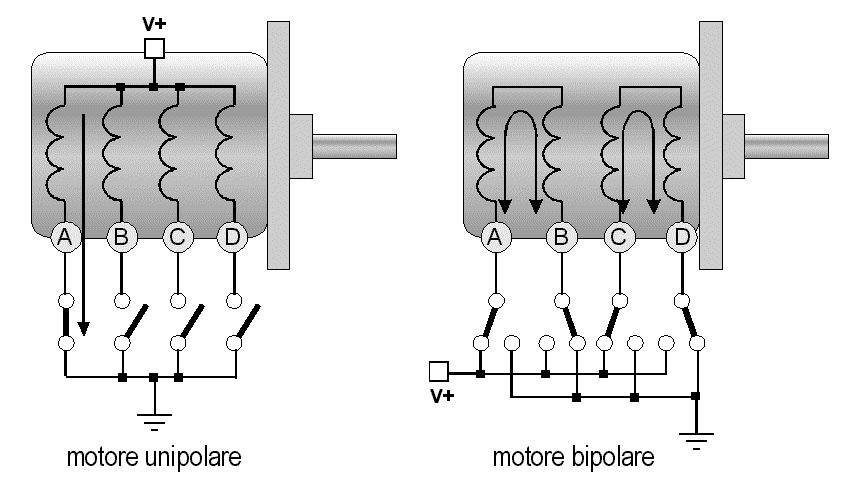 V+
A B C D
motore unipolare
A B C D
V+
motore bipolare